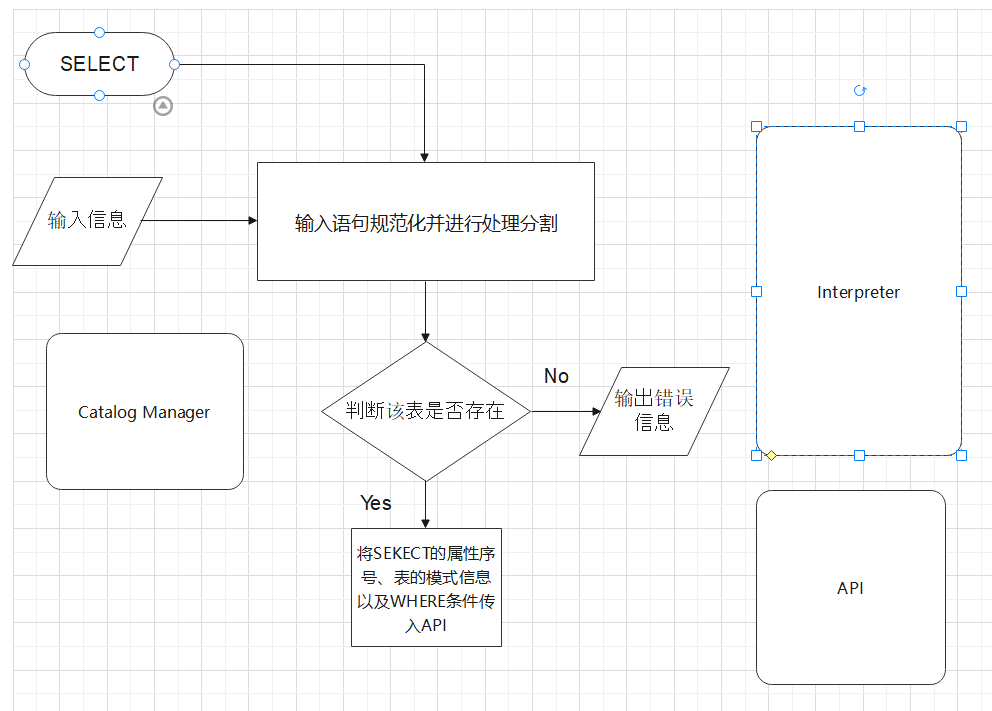 SELECT
输入信息
输入语句规范化并进行处理分割
Interpreter
Catalog Manager
判断该表是否存在
No
输出错误
信息
Yes
将SEKECT的属性序
号、表的模式信息
以及WHERE条件传
入API
API